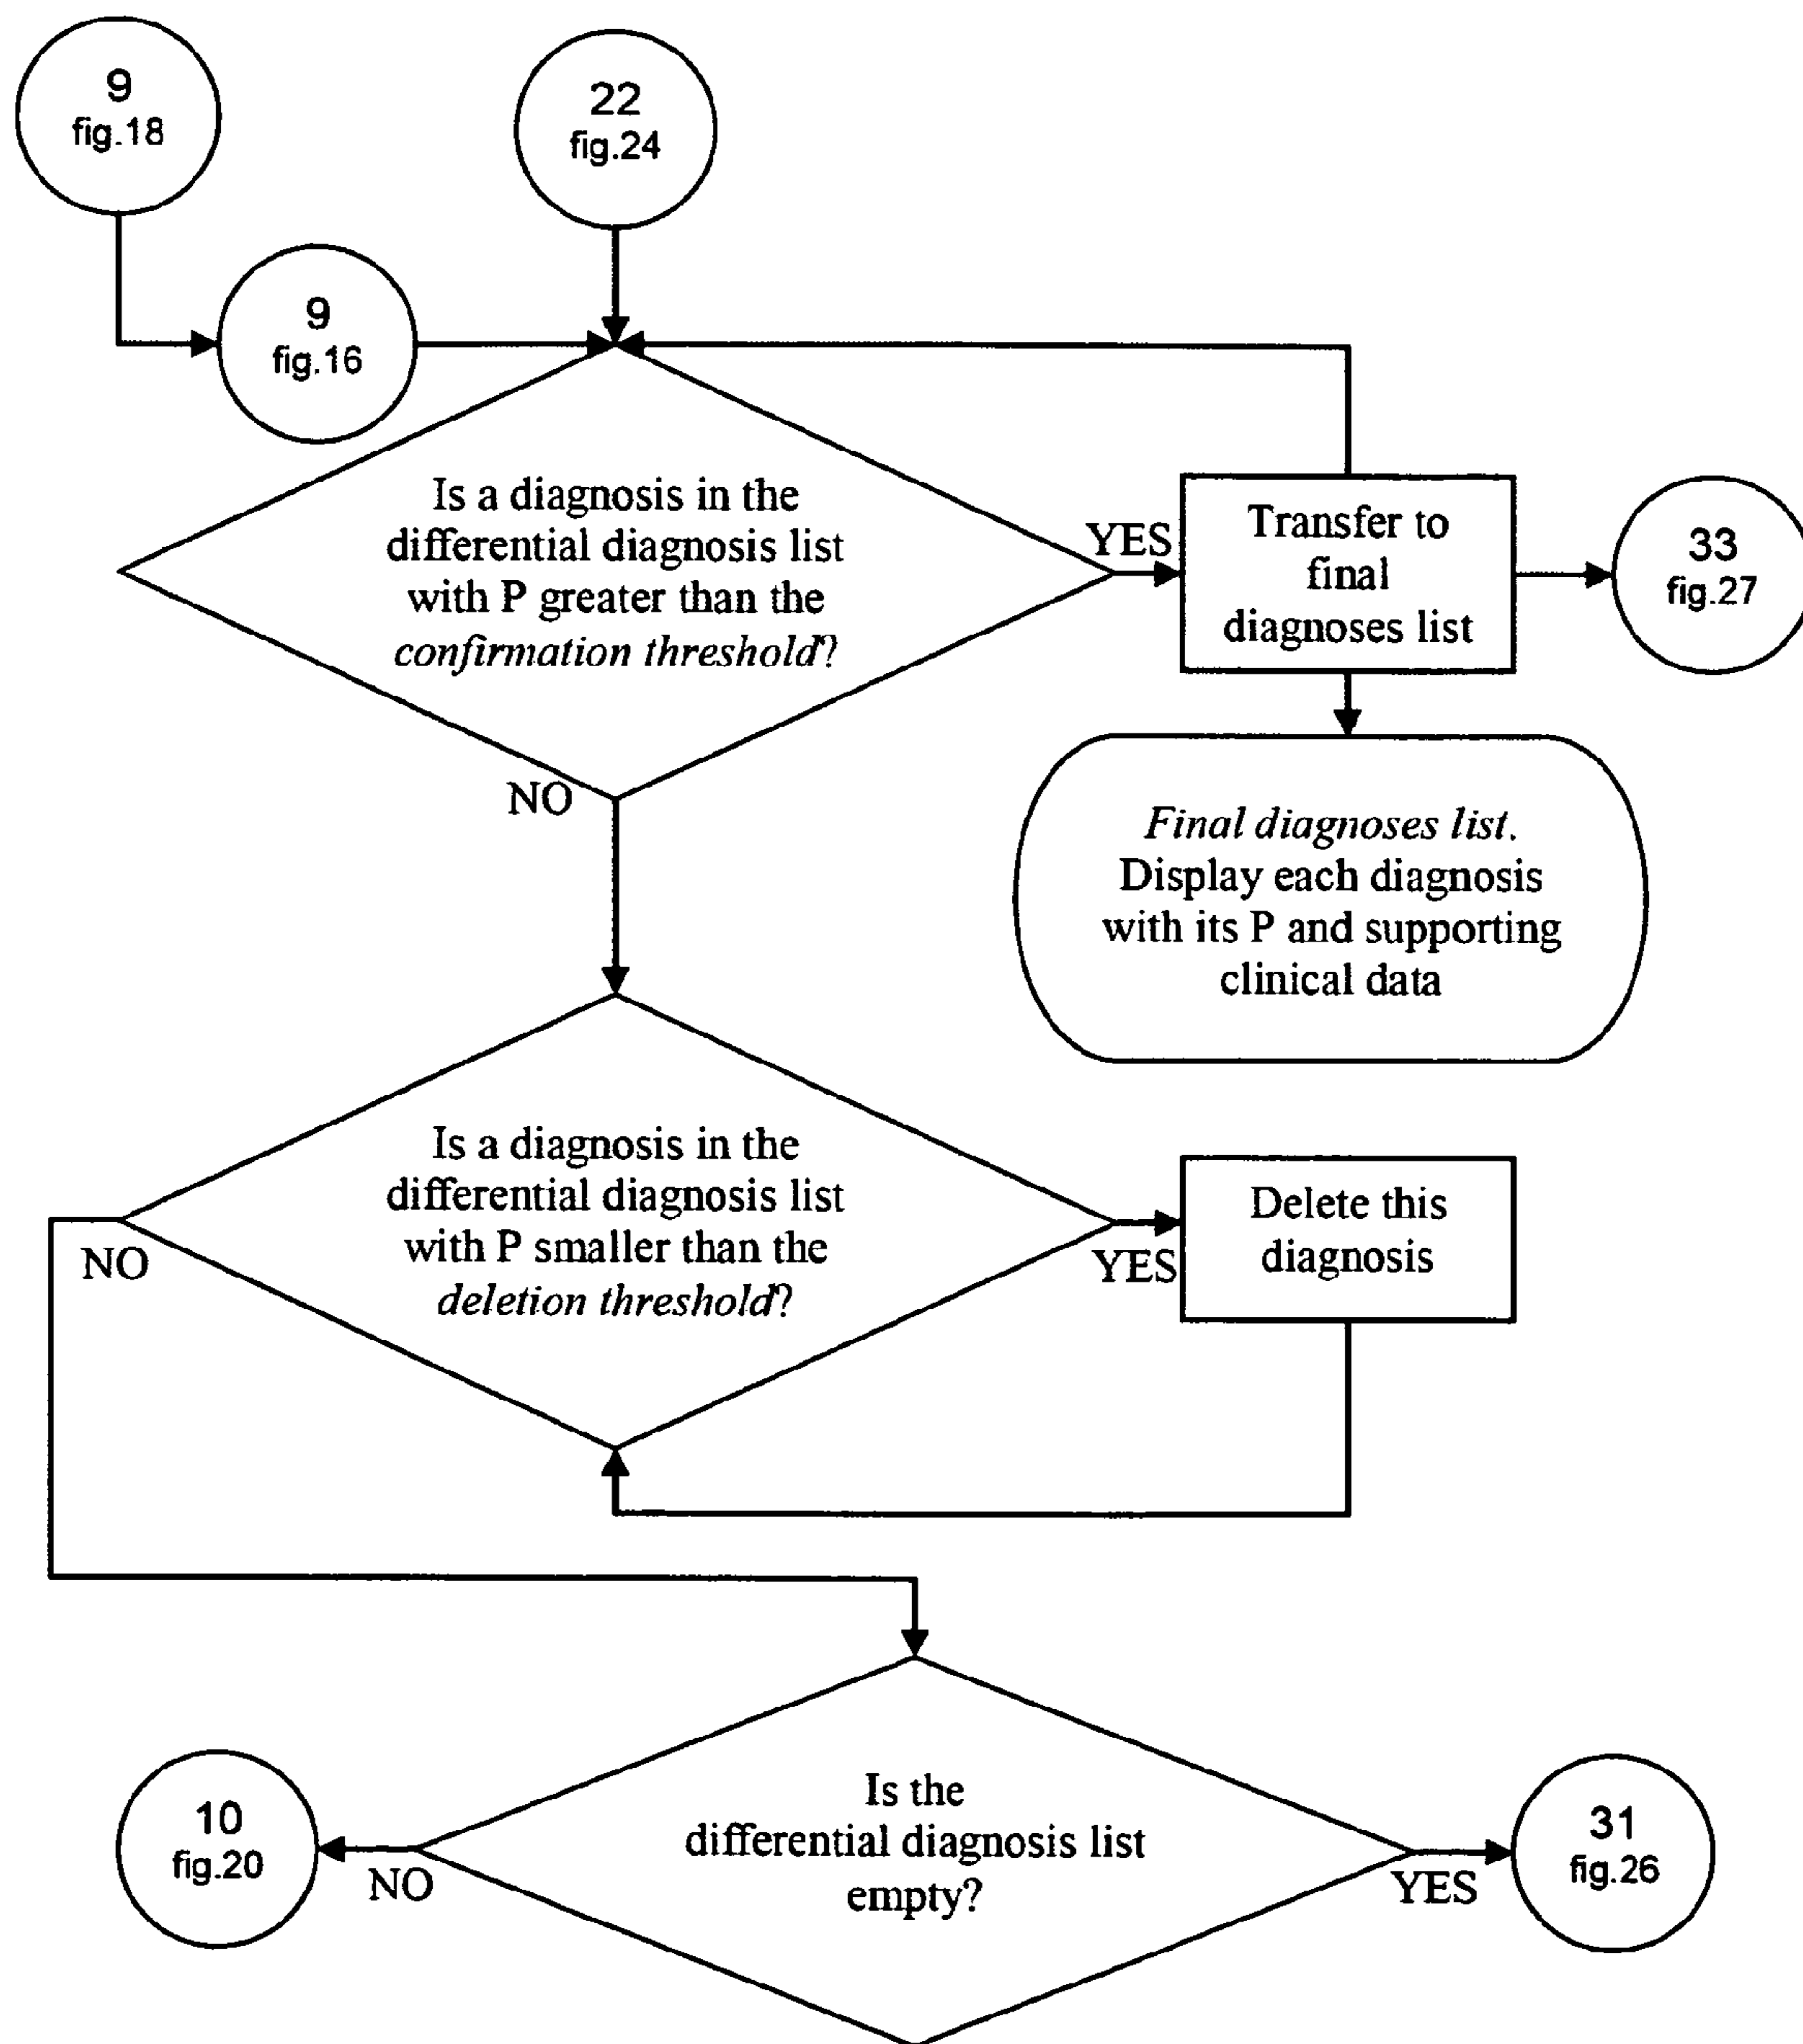 9
fig.18
22
fig.24
9
fig.16
Is a diagnosis in the
differential diagnosis list
with P greater than the
confirmation threshold?
YES
Transfer to
final
diagnoses list
33
fig.27
NO
Final diagnoses list.
Display each diagnosis
with its P and supporting
clinical data
Is a diagnosis in the
differential diagnosis list
with P smaller than the
deletion threshold?
NO
YES
Delete this
diagnosis
Is the
differential diagnosis list
empty?
10
fig.20
NO
YES
31
fig.26